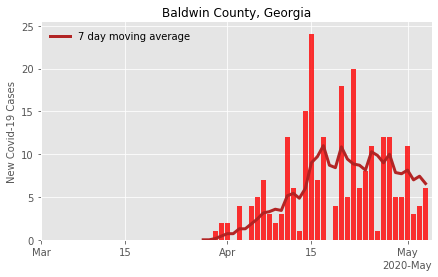 Baldwin County, Georgia
7 day moving average
New Covid-19 Cases
25
20
15
10
5
0
Mar
15
Apr
15
May
2020-May